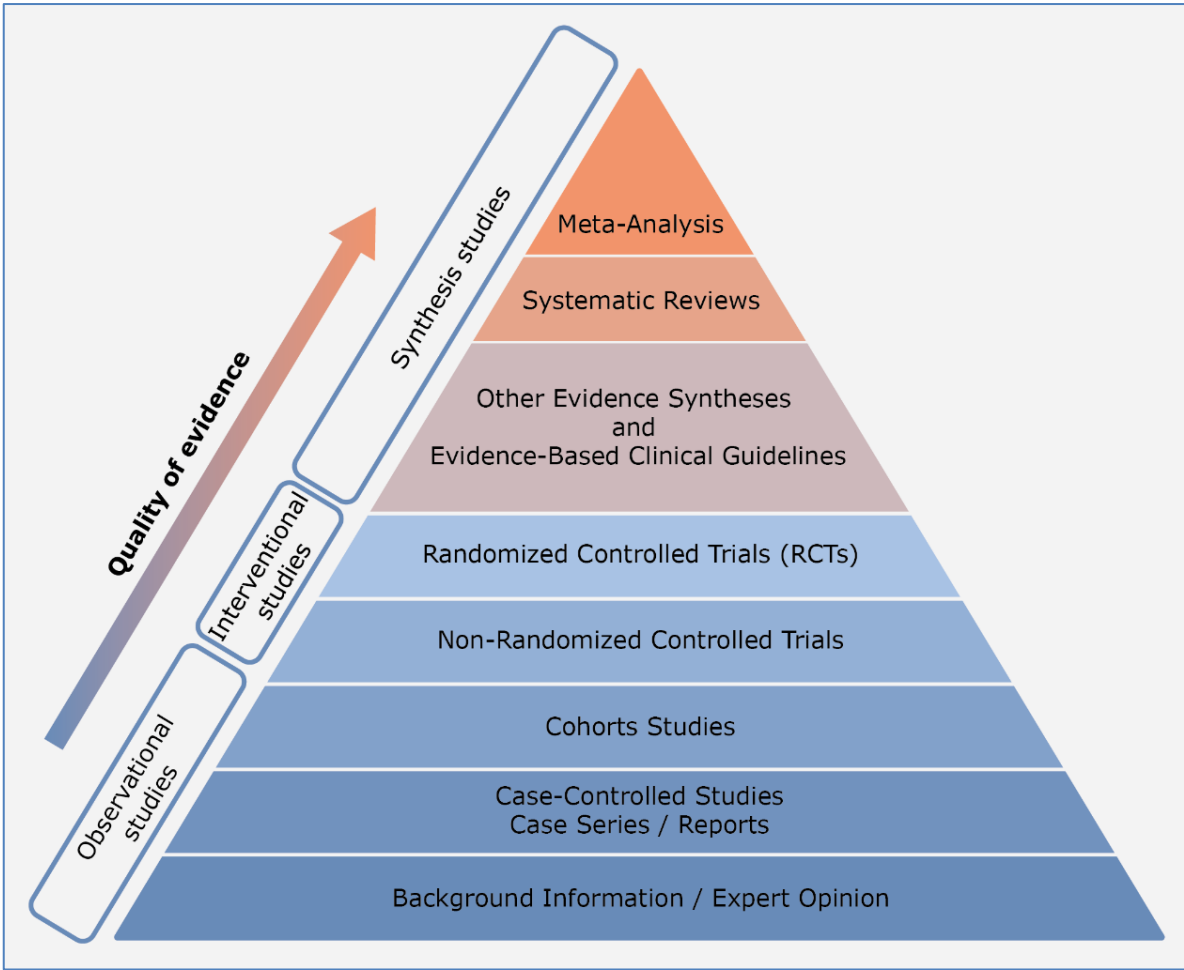 Meta-Analysis
Systematic Reviews
Other Evidence Syntheses
and
Evidence-Based Clinical Guidelines
Randomized Controlled Trials (RCTs)
Non-Randomized Controlled Trials
Cohorts Studies
Case-Controlled Studies
Case Series / Reports
Background Information / Expert Opinion
Synthesis studies
Interventional
studies
Observational
studies
Quality of evidence